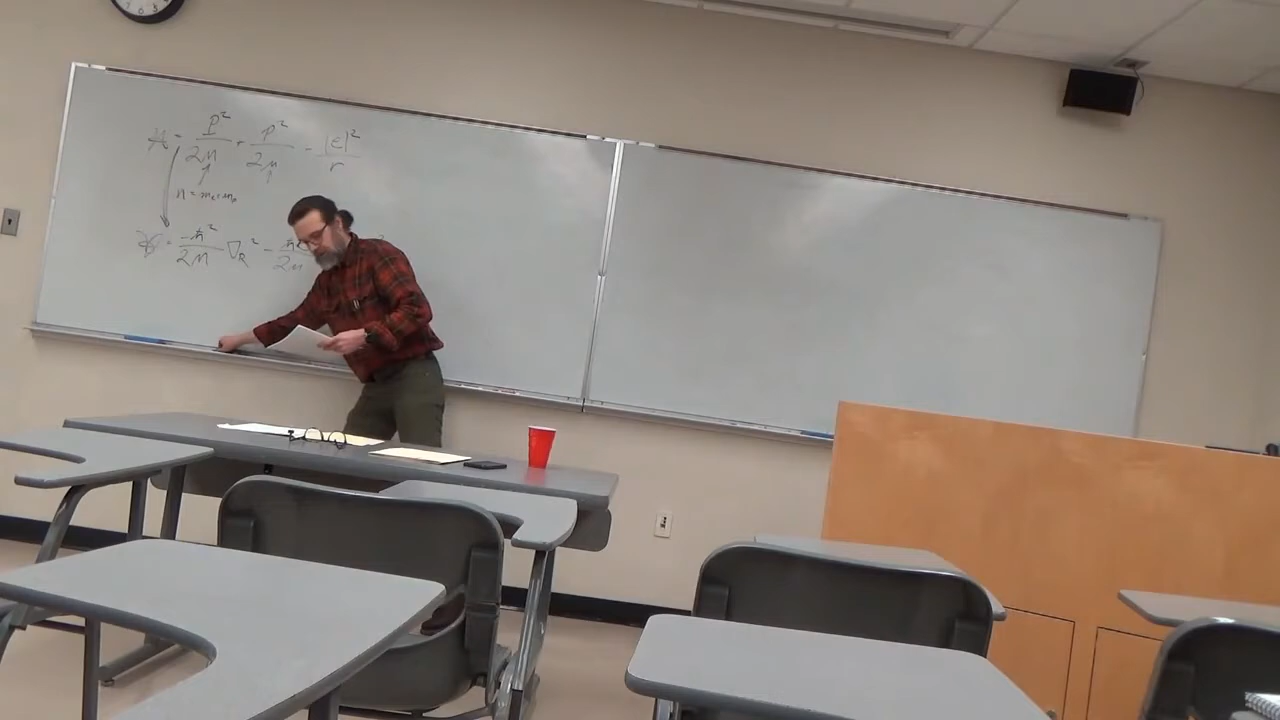 H = P²/2M + p²/2μ - |e|²/r
M = me + mp
H = -ħ²/2M ∇R² - ħ²/2μ